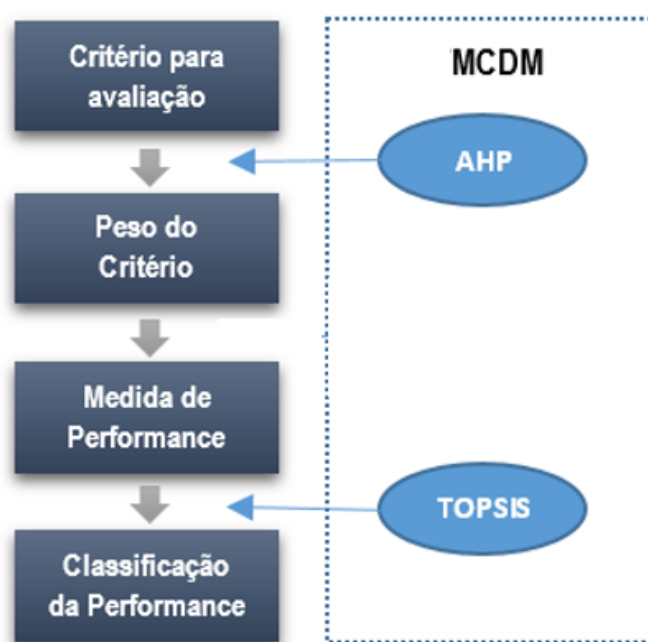 Critério para
avaliação
MCDM
AHP
Peso do
Critério
Medida de
Performance
TOPSIS
Classificação
da Performance